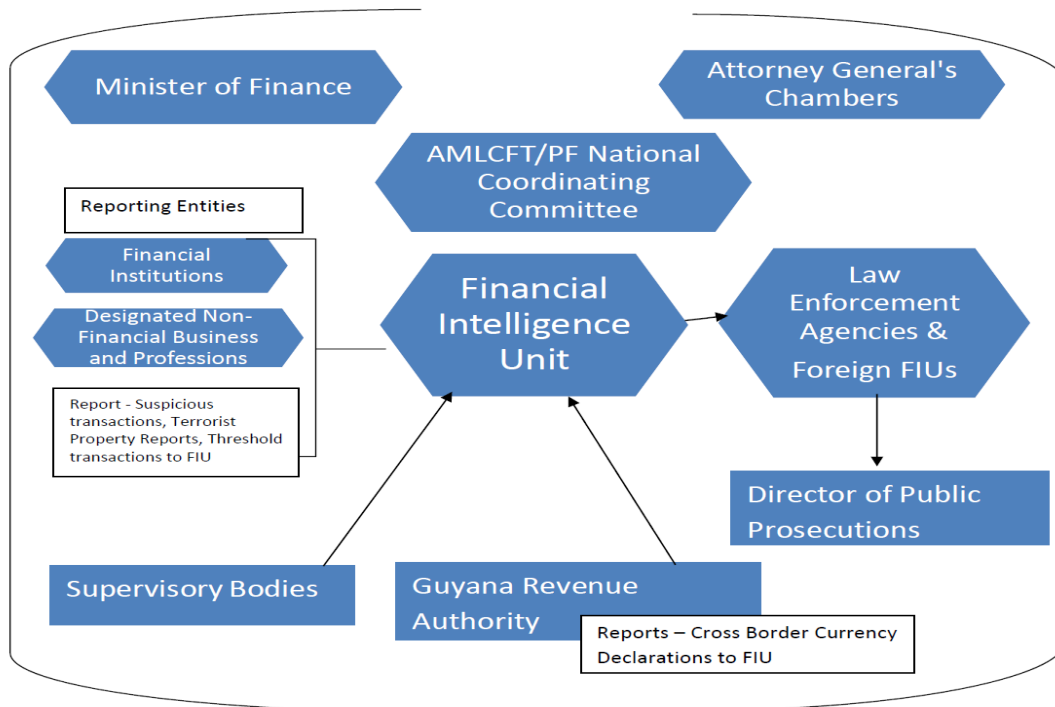 Minister of Finance
Attorney General's
Chambers
AMLCFT/PF National
Coordinating
Committee
Reporting Entities
Financial
Institutions
Designated Non-
Financial Business
and Professions
Report - Suspicious
transactions, Terrorist
Property Reports, Threshold
transactions to FIU
Financial
Intelligence
Unit
Law
Enforcement
Agencies &
Foreign FIUs
Director of Public
Prosecutions
Supervisory Bodies
Guyana Revenue
Authority
Reports – Cross Border Currency
Declarations to FIU